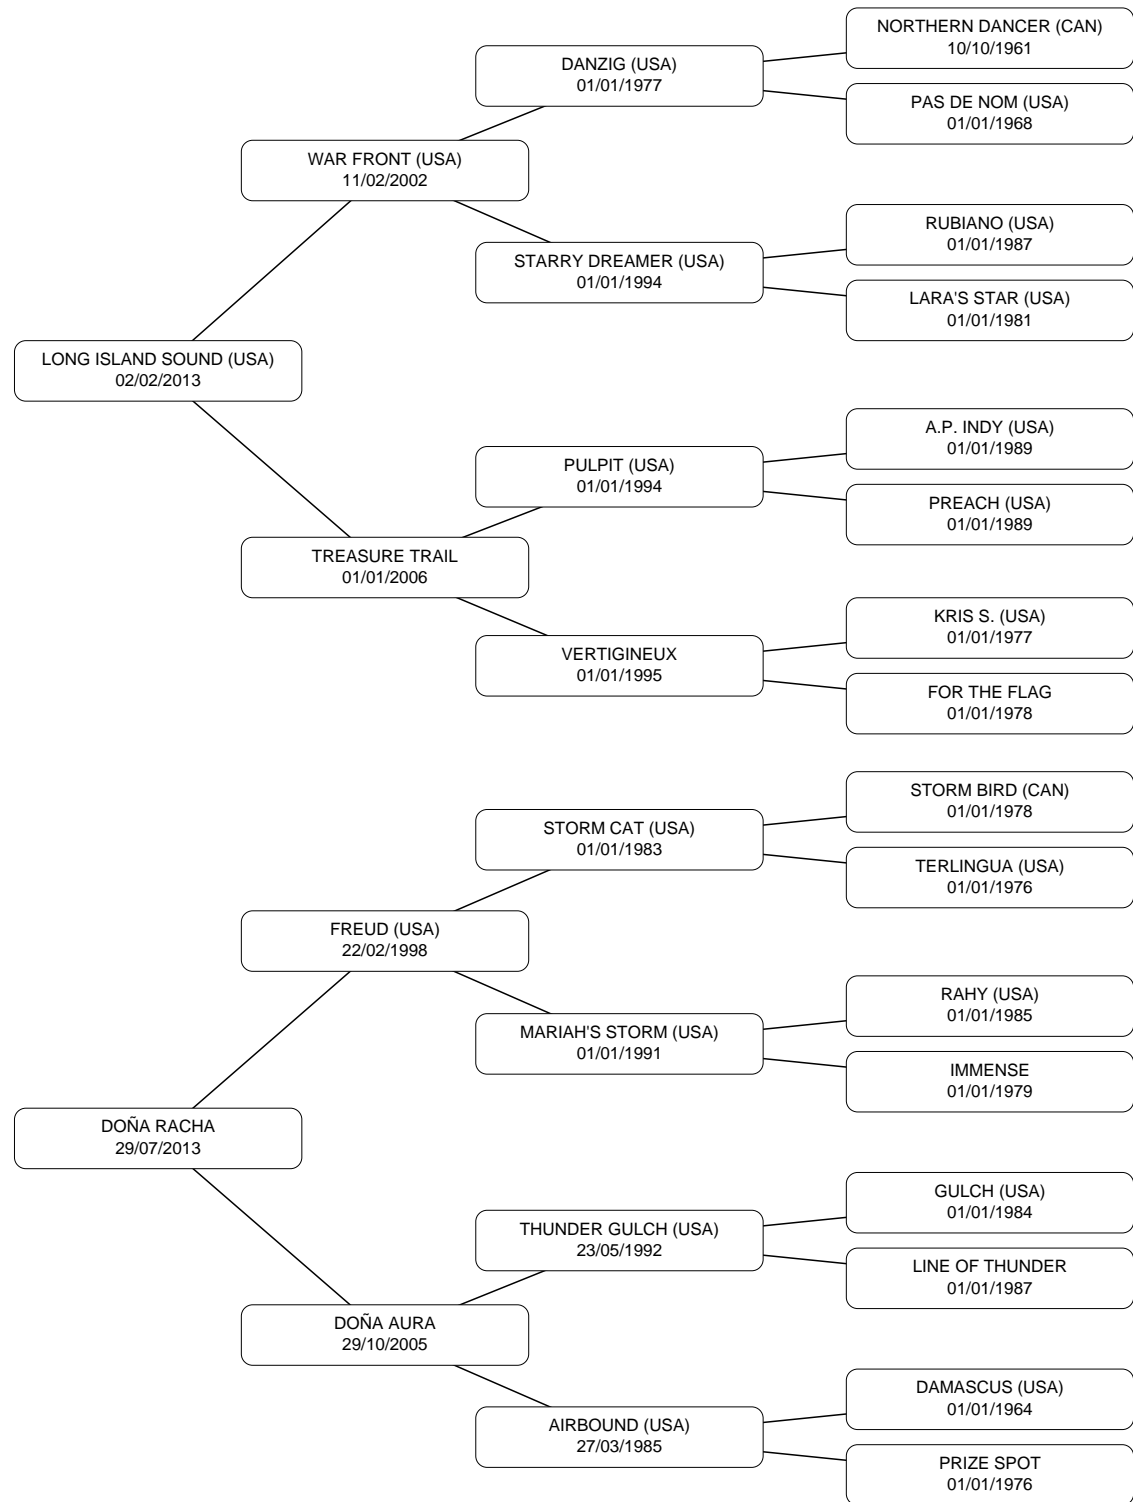 NORTHERN DANCER (CAN)
10/10/1961
DANZIG (USA)
01/01/1977
PAS DE NOM (USA)
01/01/1968
WAR FRONT (USA)
11/02/2002
RUBIANO (USA)
01/01/1987
STARRY DREAMER (USA)
01/01/1994
LARA'S STAR (USA)
01/01/1981
LONG ISLAND SOUND (USA)
02/02/2013
A.P. INDY (USA)
01/01/1989
PULPIT (USA)
01/01/1994
PREACH (USA)
01/01/1989
TREASURE TRAIL
01/01/2006
KRIS S. (USA)
01/01/1977
VERTIGINEUX
01/01/1995
FOR THE FLAG
01/01/1978
STORM BIRD (CAN)
01/01/1978
STORM CAT (USA)
01/01/1983
TERLINGUA (USA)
01/01/1976
FREUD (USA)
22/02/1998
RAHY (USA)
01/01/1985
MARIAH'S STORM (USA)
01/01/1991
IMMENSE
01/01/1979
DOÑA RACHA
29/07/2013
GULCH (USA)
01/01/1984
THUNDER GULCH (USA)
23/05/1992
LINE OF THUNDER
01/01/1987
DOÑA AURA
29/10/2005
DAMASCUS (USA)
01/01/1964
AIRBOUND (USA)
27/03/1985
PRIZE SPOT
01/01/1976